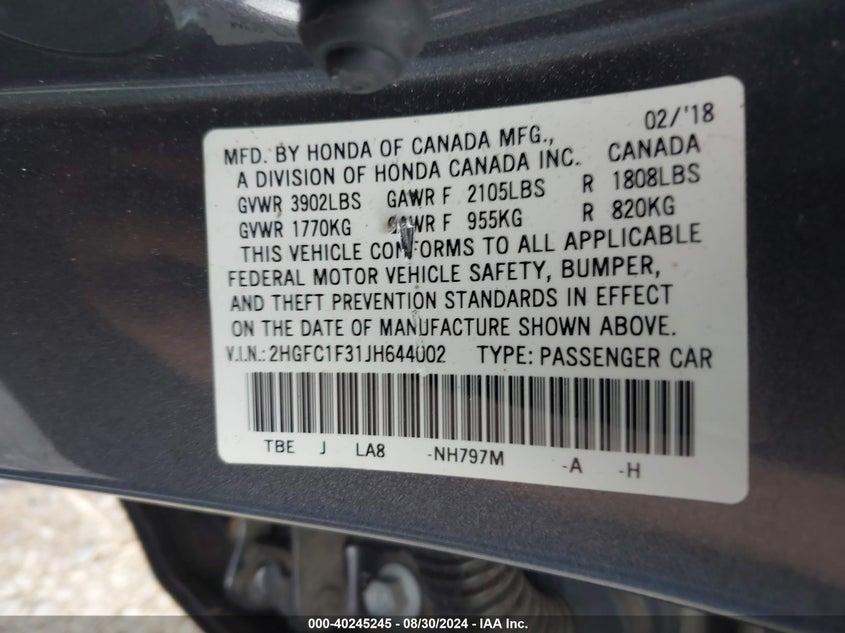 02/'18
MFD. BY HONDA OF CANADA MFG., CANADA
A DIVISION OF HONDA CANADA INC.
GVWR 3902LBS GAWR F 2105LBS R 1808LBS
GVWR 1770KG GAWR F 955KG R 820KG
THIS VEHICLE CONFORMS TO ALL APPLICABLE
FEDERAL MOTOR VEHICLE SAFETY, BUMPER,
AND THEFT PREVENTION STANDARDS IN EFFECT
ON THE DATE OF MANUFACTURE SHOWN ABOVE.
V.I.N.: 2HGFC1F31JH644002 TYPE: PASSENGER CAR
TBE J LA8 -NH797M -A -H
000-40245245 - 08/30/2024 - IAA Inc.